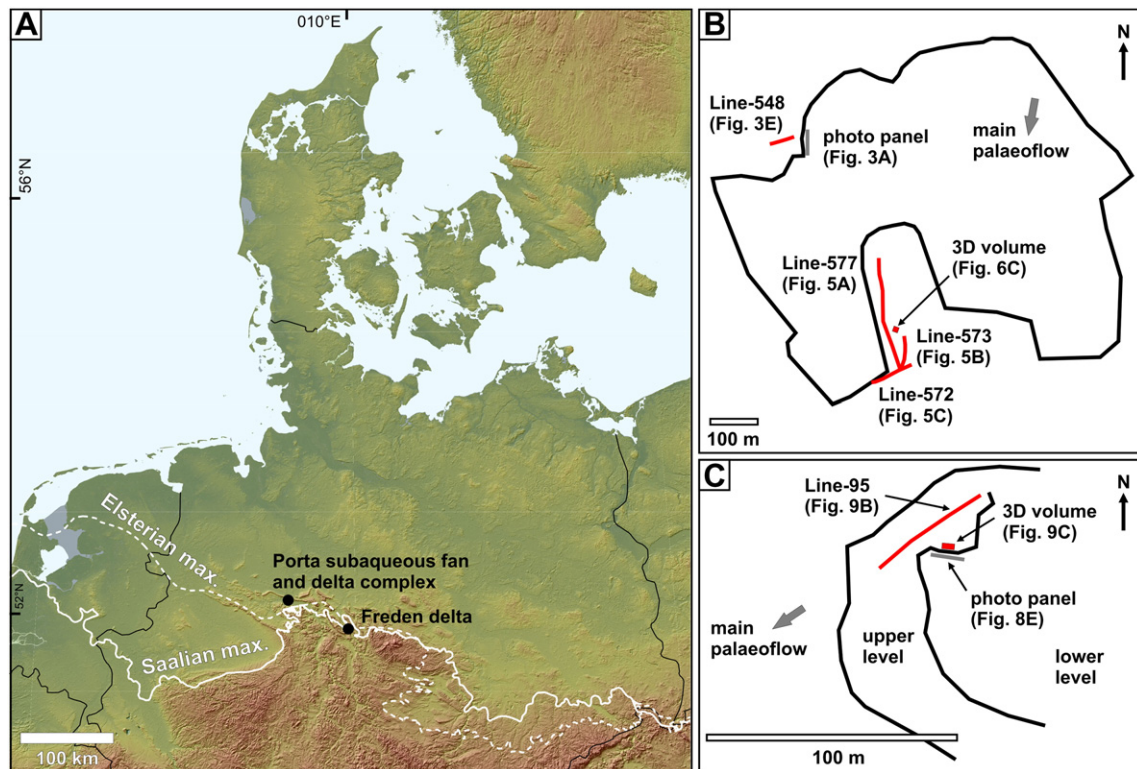 A
010°E
56°N
52°N
Elsterian max.
Porta subaqueous fan
and delta complex
Freden delta
Saalian max.
100 km
B
N
Line-548
(Fig. 3E)
photo panel
(Fig. 3A)
main
palaeoflow
Line-577
(Fig. 5A)
3D volume
(Fig. 6C)
Line-573
(Fig. 5B)
Line-572
(Fig. 5C)
100 m
C
N
Line-95
(Fig. 9B)
3D volume
(Fig. 9C)
photo panel
(Fig. 8E)
main
palaeoflow
upper
level
lower
level
100 m